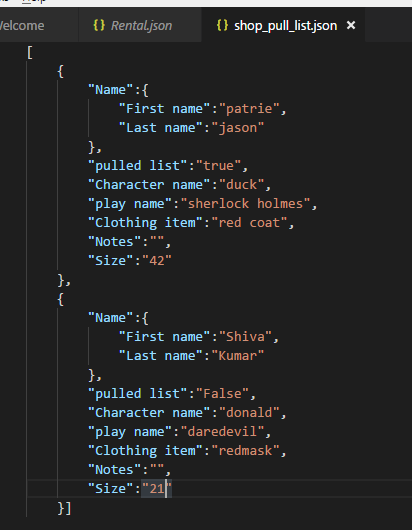 Help
Welcome
{} Rental.json
{} shop_pull_list.json ×
[
{
"Name":{
"First name":"patrie",
"Last name":"jason"
},
"pulled list":"true",
"Character name":"duck",
"play name":"sherlock holmes",
"Clothing item":"red coat",
"Notes":"",
"Size":"42"
},
{
"Name":{
"First name":"Shiva",
"Last name":"Kumar"
},
"pulled list":"False",
"Character name":"donald",
"play name":"daredevil",
"Clothing item":"redmask",
"Notes":"",
"Size":"21"
}]